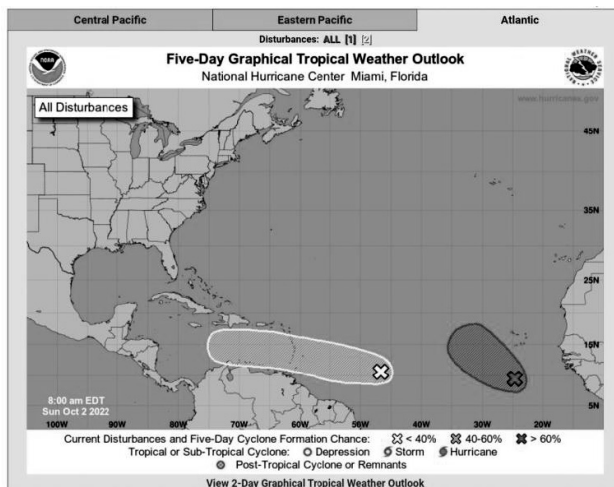 Central Pacific Eastern Pacific Atlantic
Disturbances: ALL [1] [2]
Five-Day Graphical Tropical Weather Outlook
National Hurricane Center Miami, Florida
NOAA
All Disturbances
www.hurricanes.gov
45N
35N
25N
20N
15N
10N
5N
8:00 am EDT
Sun Oct 2 2022
100W 90W 80W 70W 60W 50W 40W 30W 20W
Current Disturbances and Five-Day Cyclone Formation Chance: < 40% 40-60% > 60%
Tropical or Sub-Tropical Cyclone: Depression Storm Hurricane
Post-Tropical Cyclone or Remnants
View 2-Day Graphical Tropical Weather Outlook